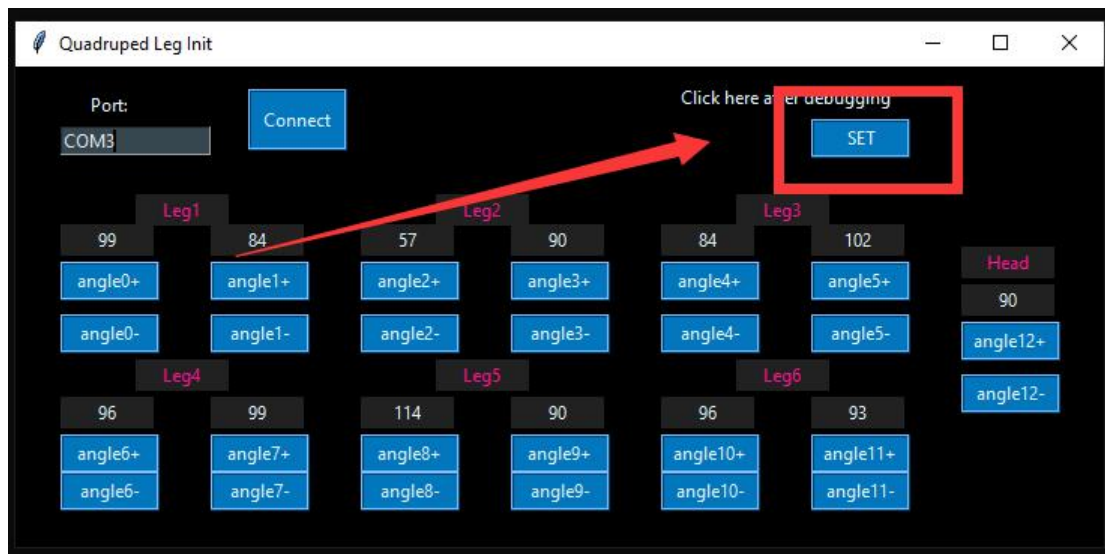 Quadruped Leg Init
Port:
Click here after debugging
COM3
Connect
SET
Leg1
Leg2
Leg3
99 84 57 90 84 102
Head
angle0+ angle1+ angle2+ angle3+ angle4+ angle5+
90
angle0- angle1- angle2- angle3- angle4- angle5-
angle12+
Leg4
Leg5
Leg6
angle12-
96 99 114 90 96 93
angle6+ angle7+ angle8+ angle9+ angle10+ angle11+
angle6- angle7- angle8- angle9- angle10- angle11-